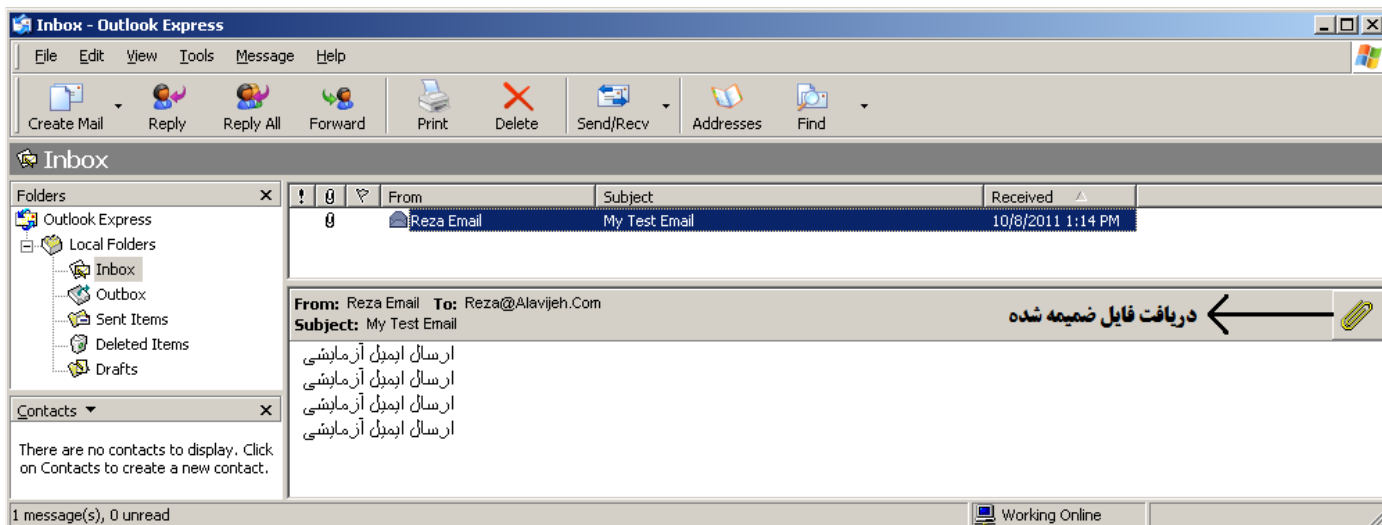 Inbox - Outlook Express
File Edit View Tools Message Help
Create Mail Reply Reply All Forward Print Delete Send/Recv Addresses Find
Inbox
Folders
Outlook Express
Local Folders
Inbox
Outbox
Sent Items
Deleted Items
Drafts
Contacts
There are no contacts to display. Click
on Contacts to create a new contact.
! From Subject Received
Reza Email My Test Email 10/8/2011 1:14 PM
From: Reza Email To: Reza@Alavijeh.Com
Subject: My Test Email
دریافت فایل ضمیمه شده
ارسال ایمیل آزمایشی
ارسال ایمیل آزمایشی
ارسال ایمیل آزمایشی
ارسال ایمیل آزمایشی
1 message(s), 0 unread
Working Online